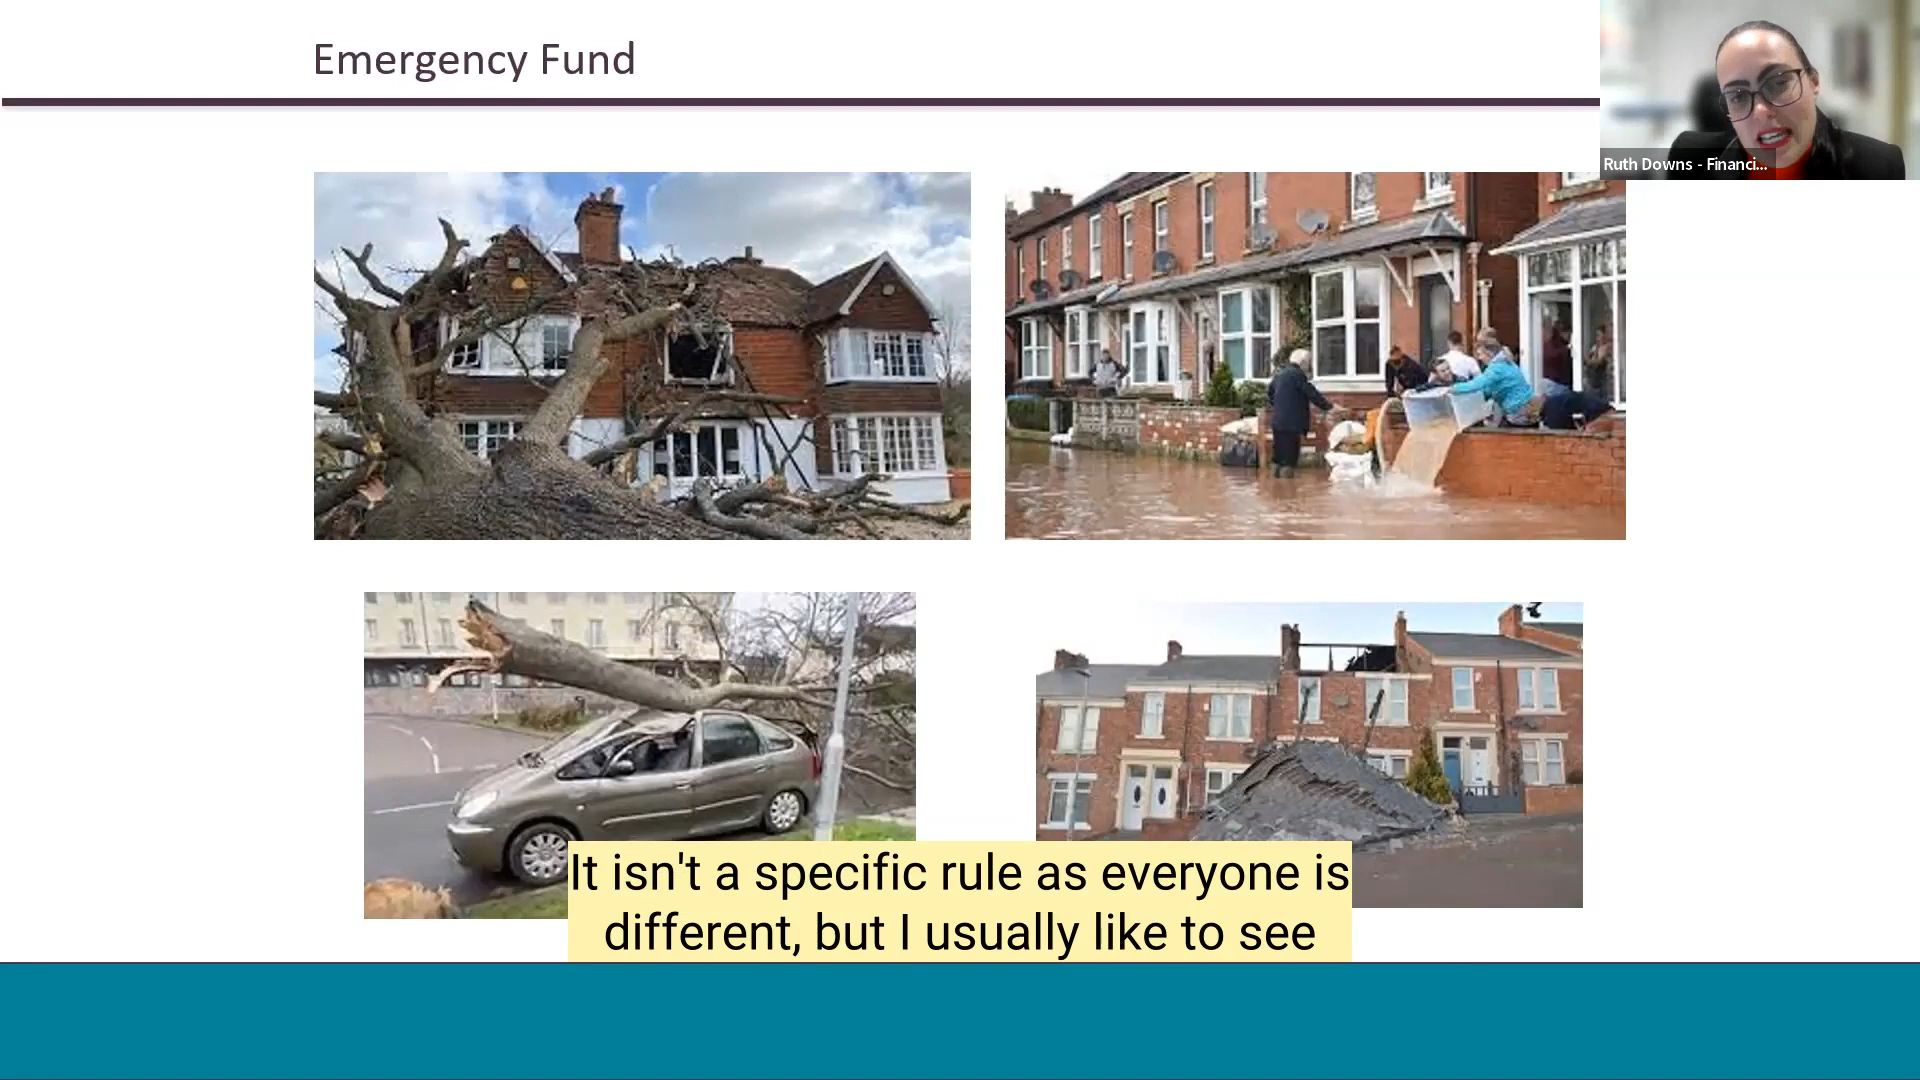 Emergency Fund
Ruth Downs - Financi...
It isn't a specific rule as everyone is
different, but I usually like to see